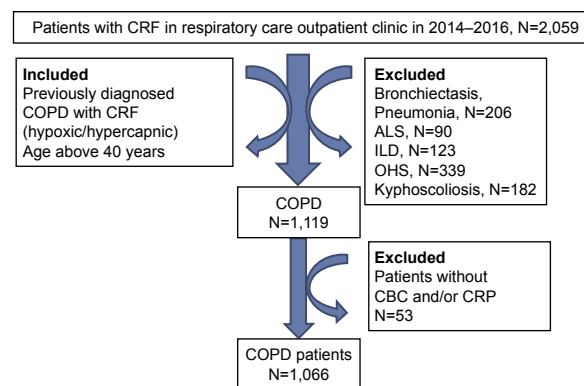 Patients with CRF in respiratory care outpatient clinic in 2014–2016, N=2,059
Included
Previously diagnosed
COPD with CRF
(hypoxic/hypercapnic)
Age above 40 years
Excluded
Bronchiectasis,
Pneumonia, N=206
ALS, N=90
ILD, N=123
OHS, N=339
Kyphoscoliosis, N=182
COPD
N=1,119
Excluded
Patients without
CBC and/or CRP
N=53
COPD patients
N=1,066